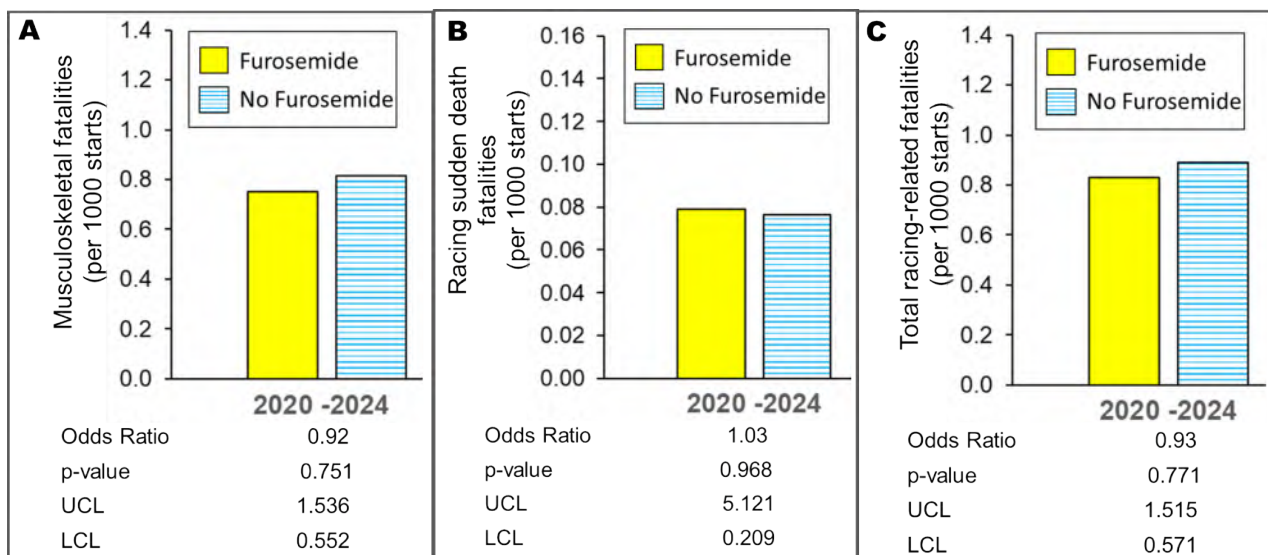 A
Musculoskeletal fatalities
(per 1000 starts)
1.4
1.2
1.0
0.8
0.6
0.4
0.2
0.0
Furosemide
No Furosemide
2020 -2024
Odds Ratio 0.92
p-value 0.751
UCL 1.536
LCL 0.552
B
Racing sudden death
fatalities
(per 1000 starts)
0.16
0.14
0.12
0.10
0.08
0.06
0.04
0.02
0.00
Furosemide
No Furosemide
2020 -2024
Odds Ratio 1.03
p-value 0.968
UCL 5.121
LCL 0.209
C
Total racing-related fatalities
(per 1000 starts)
1.4
1.2
1.0
0.8
0.6
0.4
0.2
0.0
Furosemide
No Furosemide
2020 -2024
Odds Ratio 0.93
p-value 0.771
UCL 1.515
LCL 0.571